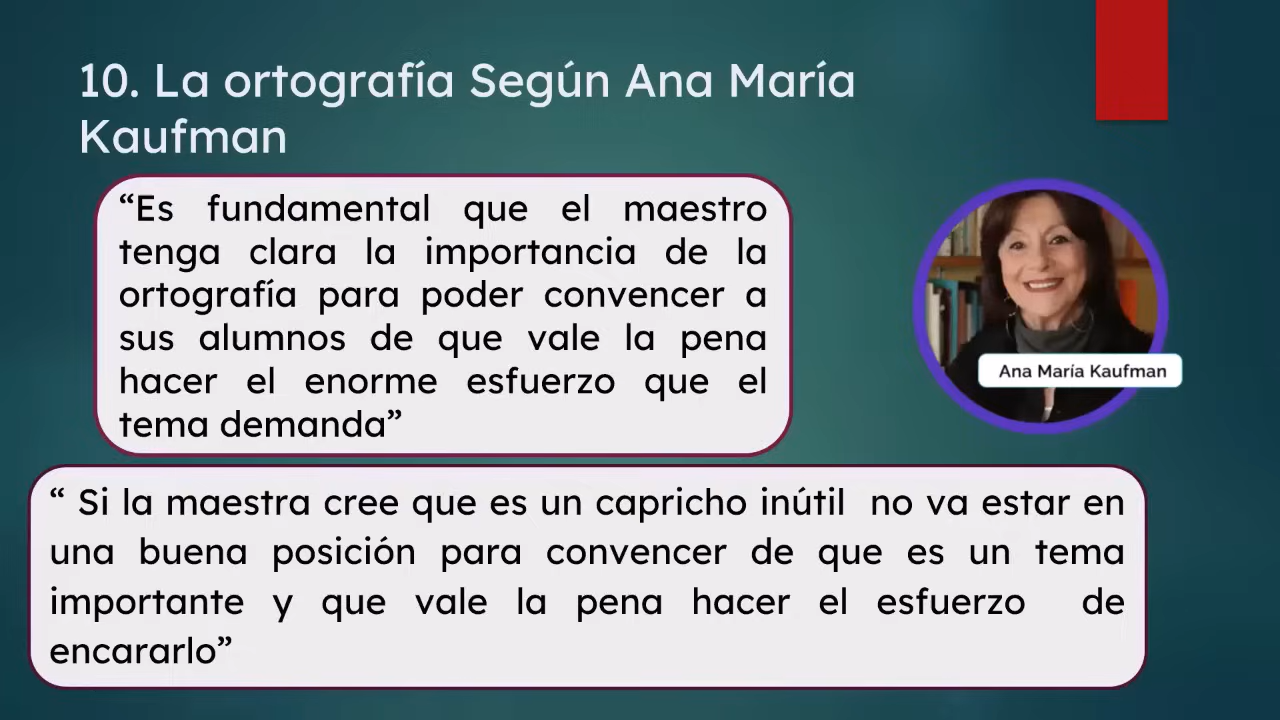 10. La ortografía Según Ana María
Kaufman
“Es fundamental que el maestro
tenga clara la importancia de la
ortografía para poder convencer a
sus alumnos de que vale la pena
hacer el enorme esfuerzo que el
tema demanda”
Ana María Kaufman
“ Si la maestra cree que es un capricho inútil  no va estar en
una buena posición para convencer de que es un tema
importante y que vale la pena hacer el esfuerzo  de
encararlo”